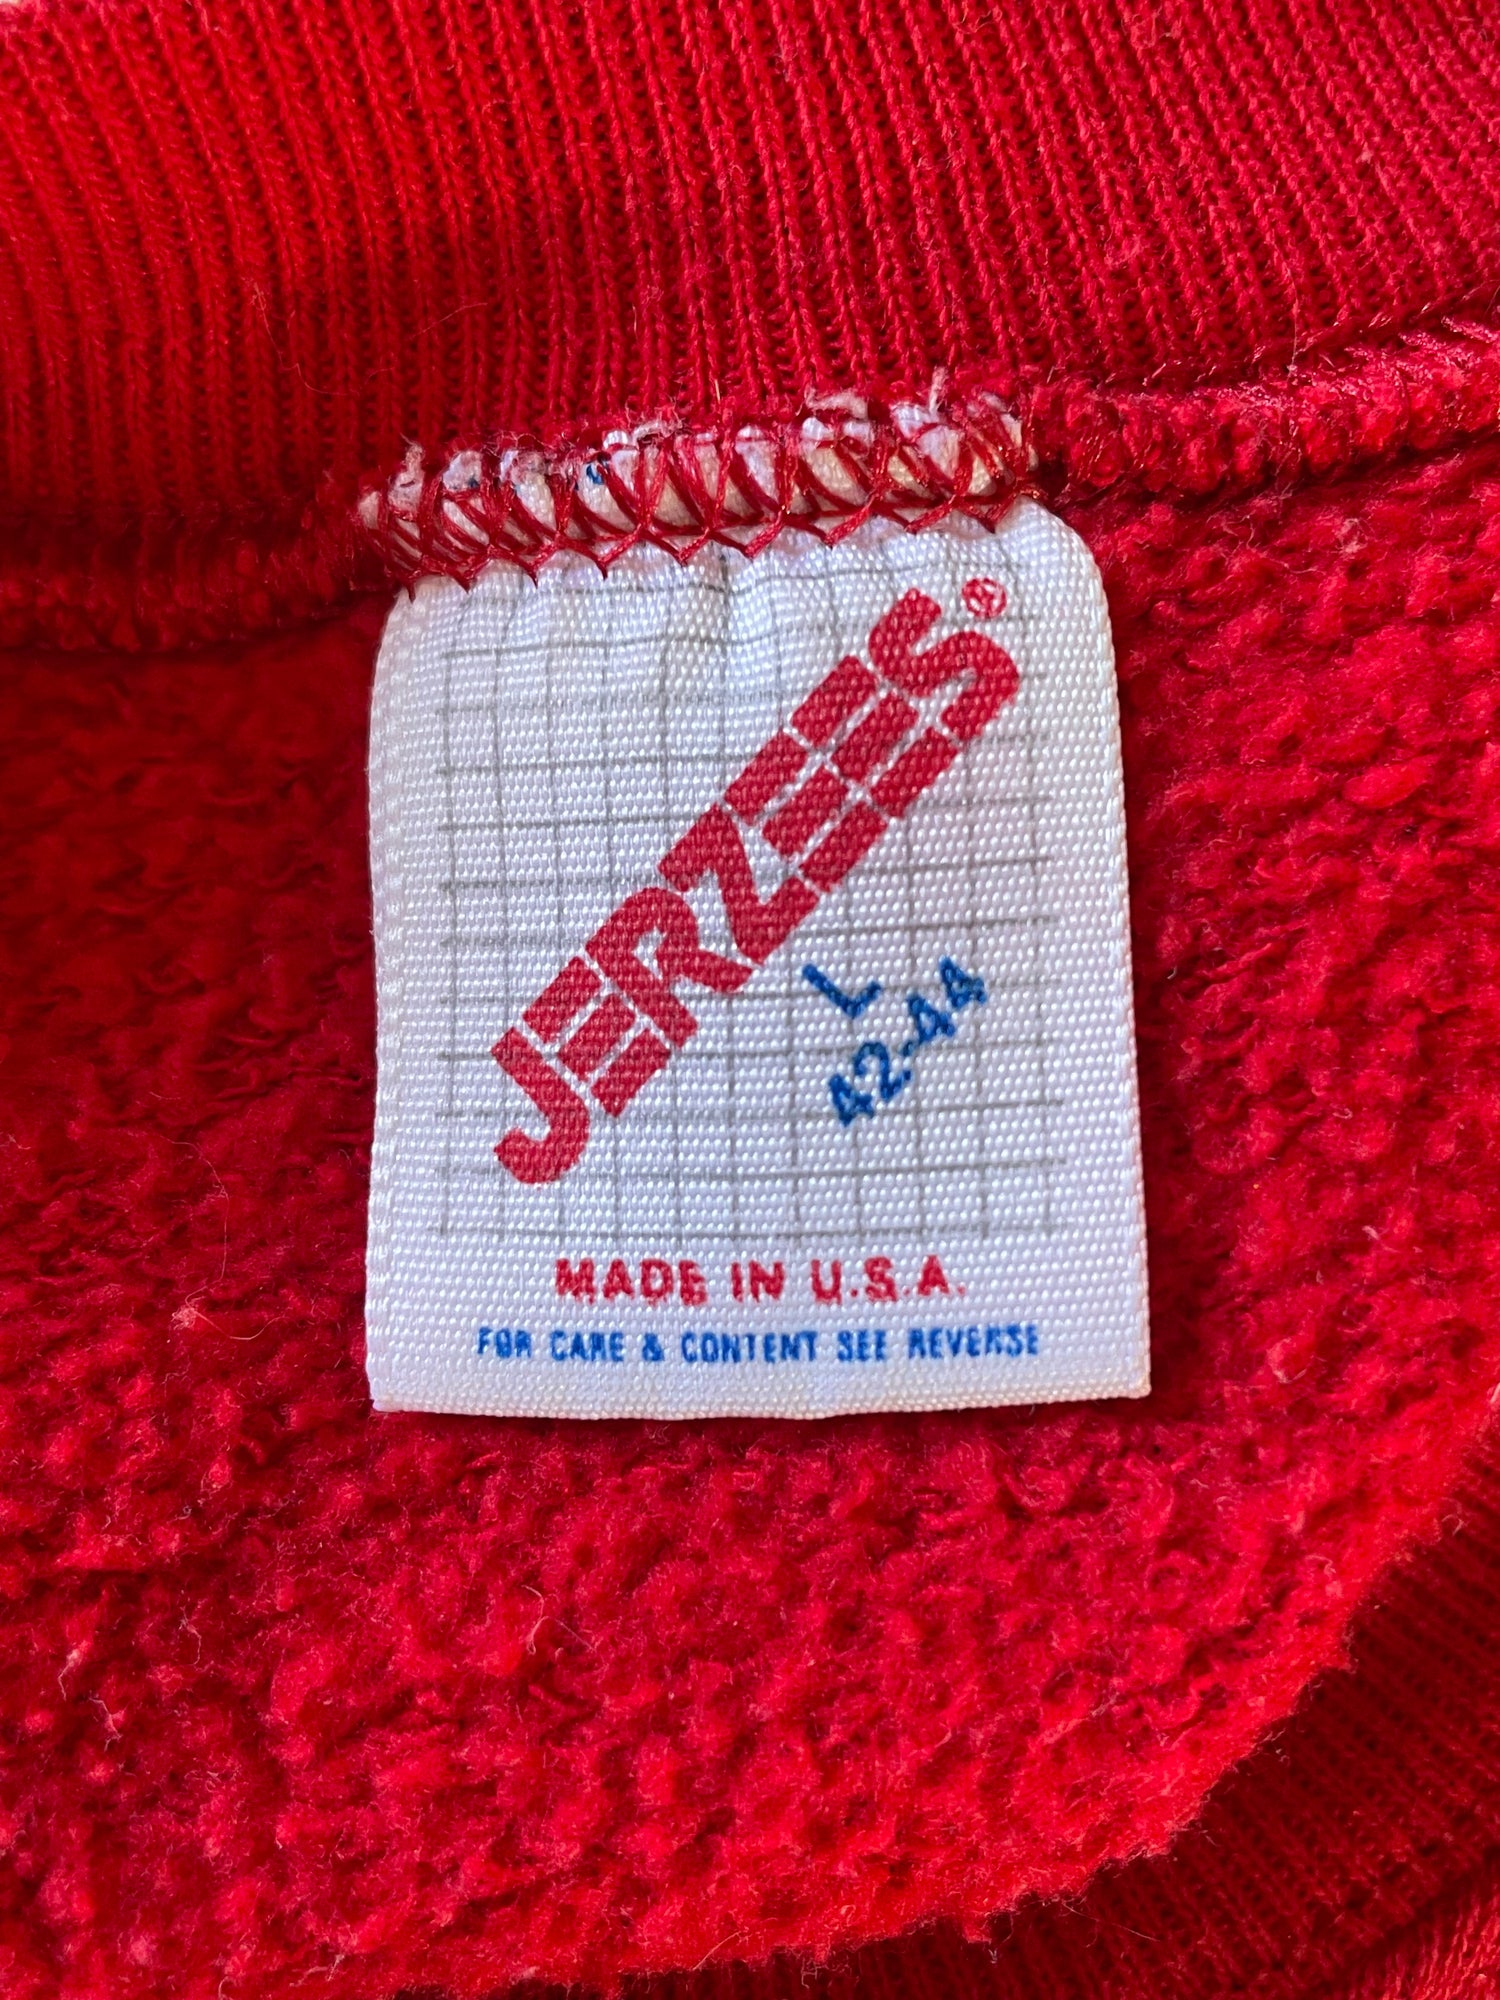 JERZEES®
L
42-44
MADE IN U.S.A.
FOR CARE & CONTENT SEE REVERSE